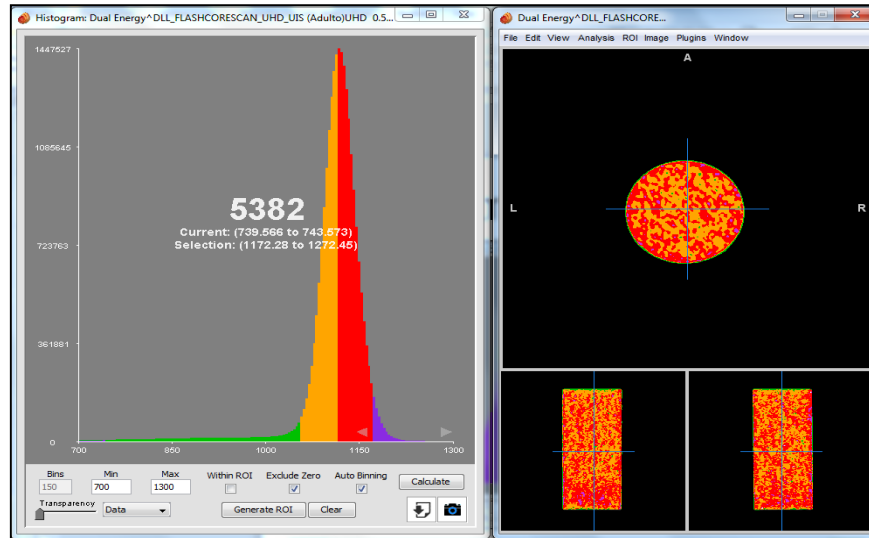 Histogram: Dual Energy^DLL_FLASHCORESCAN_UHD_UIS (Adulto)UHD 0.5...
1447527
1085645
723763
361881
0
700
850
1000
1150
1300
5382
Current: (739.566 to 743.573)
Selection: (1172.28 to 1272.45)
Bins
Min
Max
Within ROI
Exclude Zero
Auto Binning
150
700
1300
Calculate
Transparency
Data
Generate ROI
Clear
Dual Energy^DLL_FLASHCORE...
File Edit View Analysis ROI Image Plugins Window
A
L
R